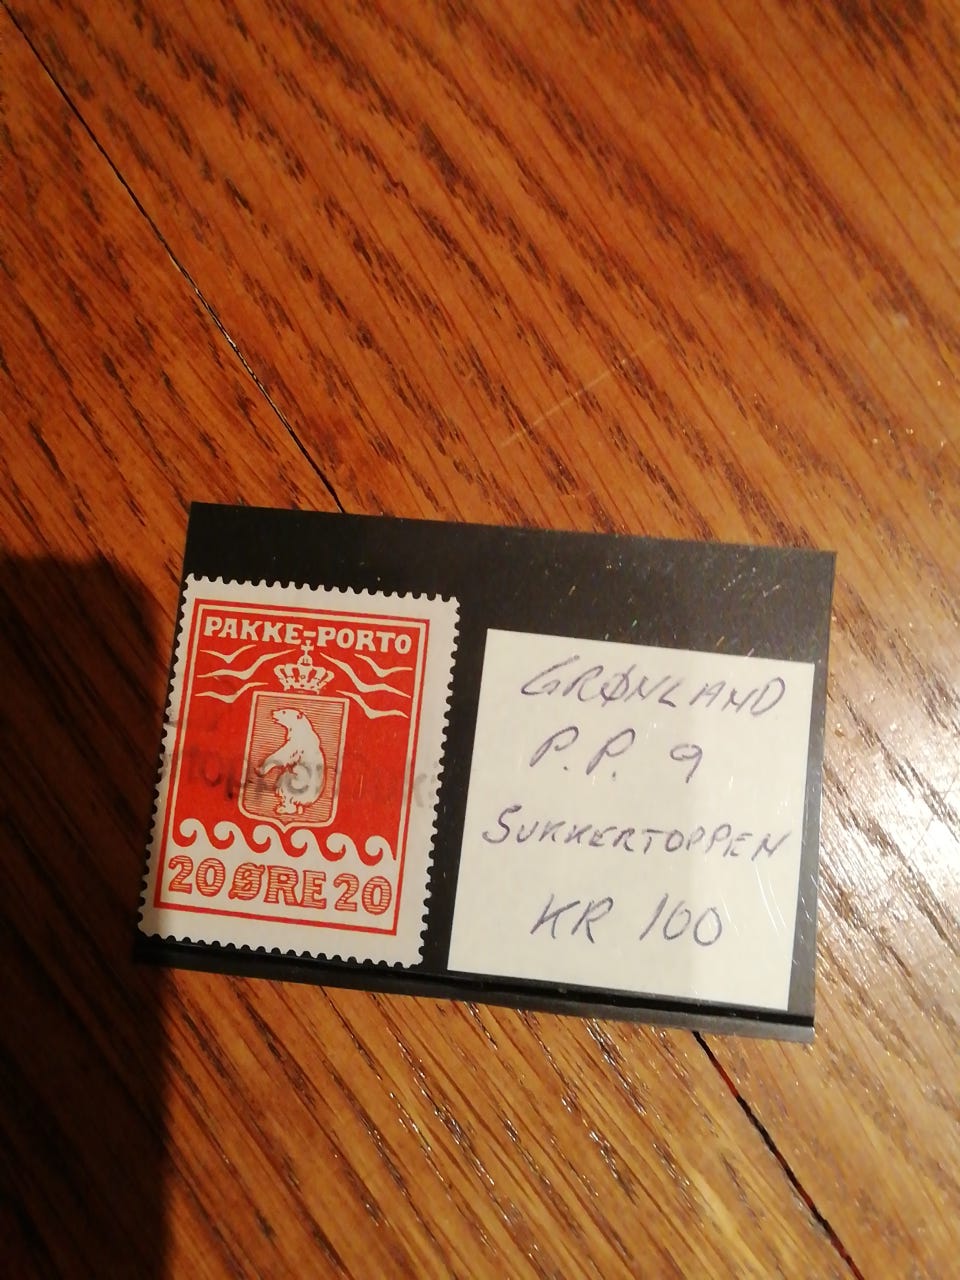 PAKKE-PORTO
20 ØRE 20
GRØNLAND
P.P. 9
SUKKERTOPPEN
KR 100